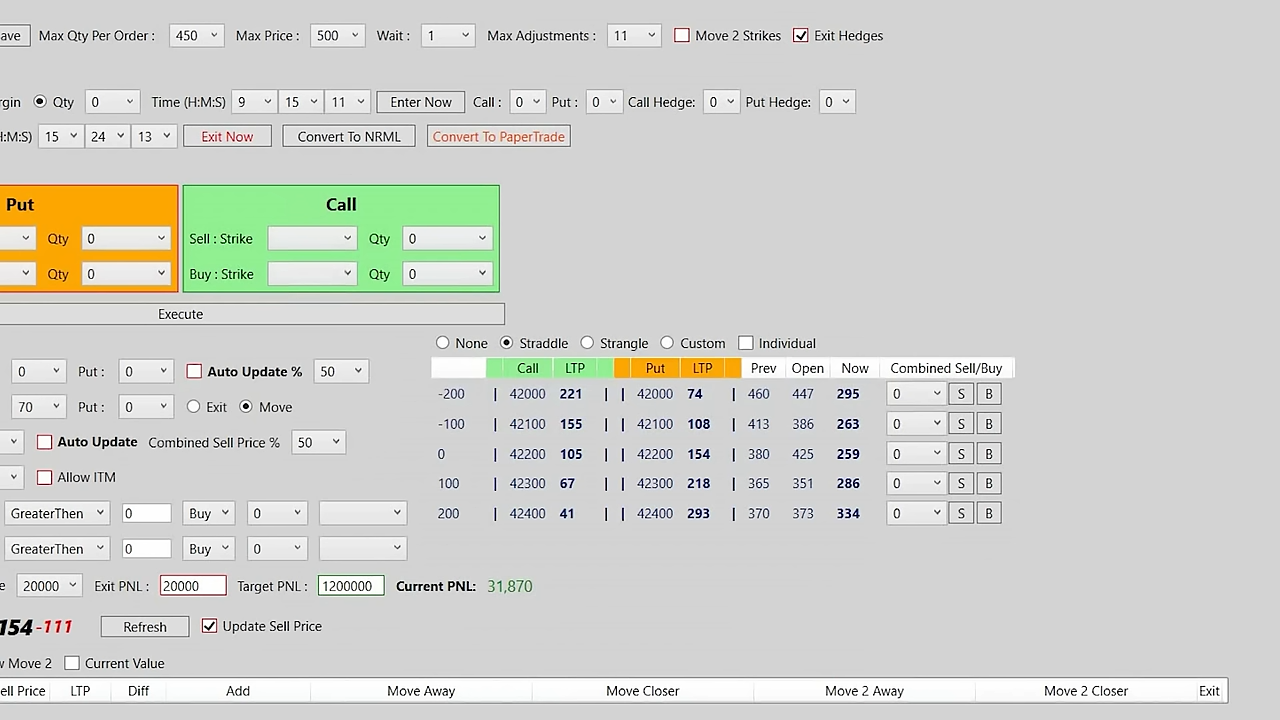 ave Max Qty Per Order : 450 Max Price : 500 Wait : 1 Max Adjustments : 11 Move 2 Strikes Exit Hedges
rgin Qty 0 Time (H:M:S) 9 15 11 Enter Now Call : 0 Put : 0 Call Hedge: 0 Put Hedge: 0
H:M:S) 15 24 13 Exit Now Convert To NRML Convert To PaperTrade
Put Call
Qty 0 Sell : Strike Qty 0
Qty 0 Buy : Strike Qty 0
Execute
None Straddle Strangle Custom Individual
0 Put : 0 Auto Update % 50
70 Put : 0 Exit Move
Auto Update Combined Sell Price % 50
Allow ITM
GreaterThen 0 Buy 0
GreaterThen 0 Buy 0
Call LTP Put LTP Prev Open Now Combined Sell/Buy
-200 | 42000 221 | | 42000 74 | 460 447 295 0 S B
-100 | 42100 155 | | 42100 108 | 413 386 263 0 S B
0 | 42200 105 | | 42200 154 | 380 425 259 0 S B
100 | 42300 67 | | 42300 218 | 365 351 286 0 S B
200 | 42400 41 | | 42400 293 | 370 373 334 0 S B
e 20000 Exit PNL : 20000 Target PNL : 1200000 Current PNL: 31,870
154 -111 Refresh Update Sell Price
w Move 2 Current Value
ell Price LTP Diff Add Move Away Move Closer Move 2 Away Move 2 Closer Exit